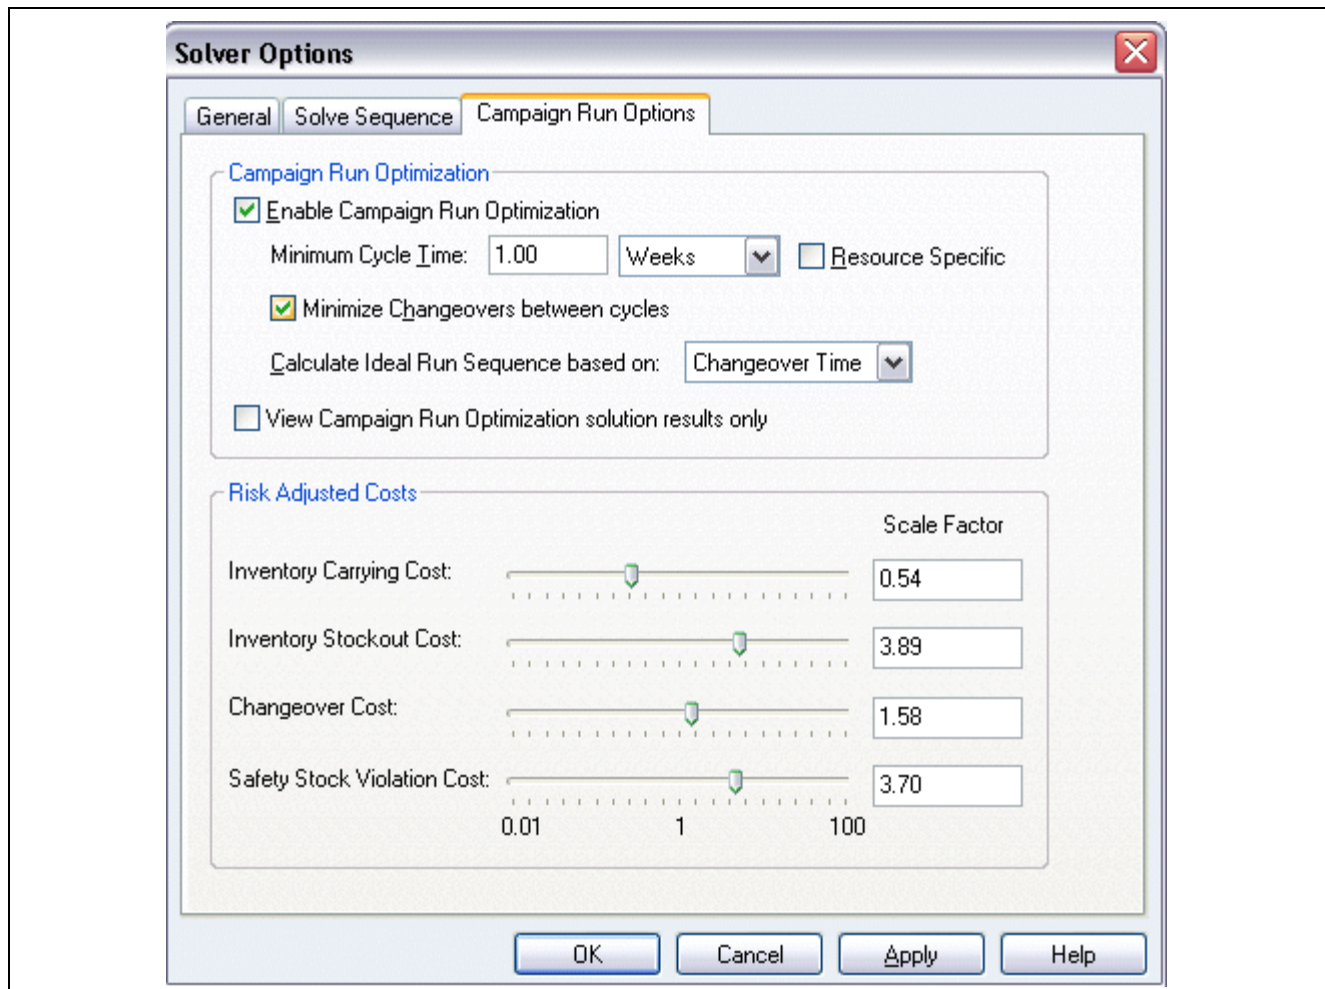 Solver Options
General Solve Sequence Campaign Run Options
Campaign Run Optimization
Enable Campaign Run Optimization
Minimum Cycle Time: 1.00 Weeks Resource Specific
Minimize Changeovers between cycles
Calculate Ideal Run Sequence based on: Changeover Time
View Campaign Run Optimization solution results only
Risk Adjusted Costs
Scale Factor
Inventory Carrying Cost: 0.54
Inventory Stockout Cost: 3.89
Changeover Cost: 1.58
Safety Stock Violation Cost: 3.70
0.01 1 100
OK Cancel Apply Help